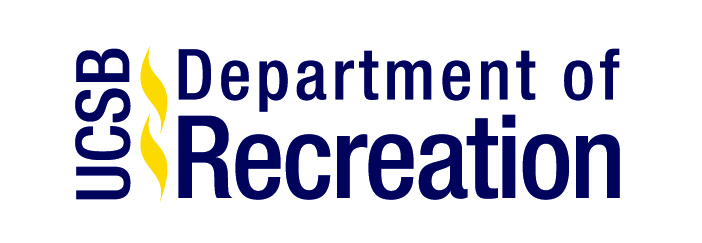 UCSB
Department of
Recreation